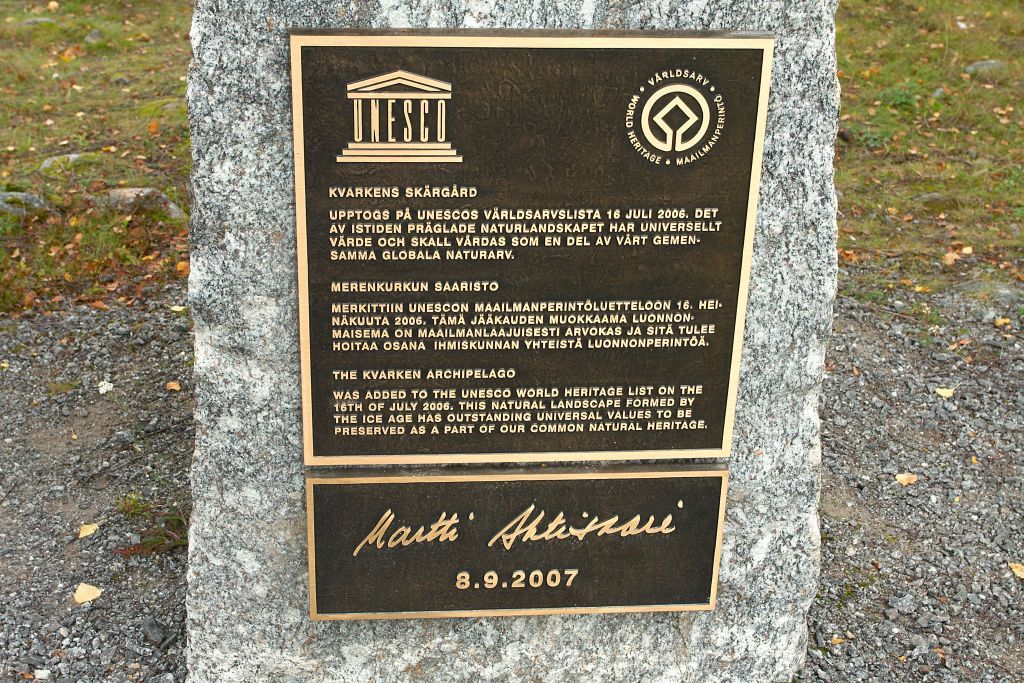 UNESCO
VÄRLDSARV • WORLD HERITAGE • MAAILMANPERINTÖ •
KVARKENS SKÄRGÅRD
UPPTOGS PÅ UNESCOS VÄRLDSARVSLISTA 16 JULI 2006. DET
AV ISTIDEN PRÄGLADE NATURLANDSKAPET HAR UNIVERSELLT
VÄRDE OCH SKALL VÅRDAS SOM EN DEL AV VÅRT GEMEN-
SAMMA GLOBALA NATURARV.
MERENKURKUN SAARISTO
MERKITTIIN UNESCON MAAILMANPERINTÖLUETTELOON 16. HEI-
NÄKUUTA 2006. TÄMÄ JÄÄKAUDEN MUOKKAAMA LUONNON-
MAISEMA ON MAAILMANLAAJUISESTI ARVOKAS JA SITÄ TULEE
HOITAA OSANA IHMISKUNNAN YHTEISTÄ LUONNONPERINTÖÄ.
THE KVARKEN ARCHIPELAGO
WAS ADDED TO THE UNESCO WORLD HERITAGE LIST ON THE
16TH OF JULY 2006. THIS NATURAL LANDSCAPE FORMED BY
THE ICE AGE HAS OUTSTANDING UNIVERSAL VALUES TO BE
PRESERVED AS A PART OF OUR COMMON NATURAL HERITAGE.
Martti Ahtisaari
8.9.2007